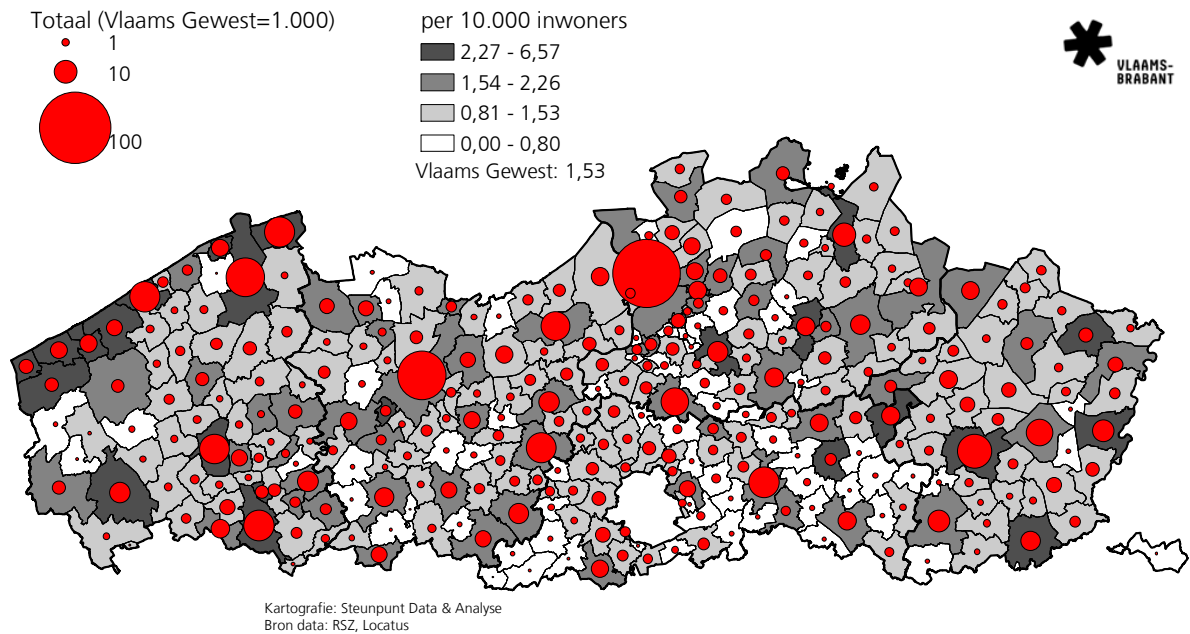 Totaal (Vlaams Gewest=1.000)
1
10
100
per 10.000 inwoners
2,27 - 6,57
1,54 - 2,26
0,81 - 1,53
0,00 - 0,80
Vlaams Gewest: 1,53
VLAAMS-
BRABANT
Kartografie: Steunpunt Data & Analyse
Bron data: RSZ, Locatus